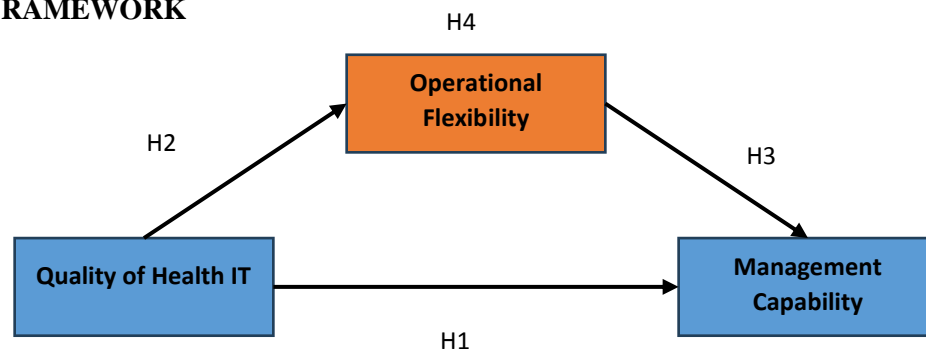 RAMEWORK
H4
Operational
Flexibility
H2
H3
Quality of Health IT
Management
Capability
H1